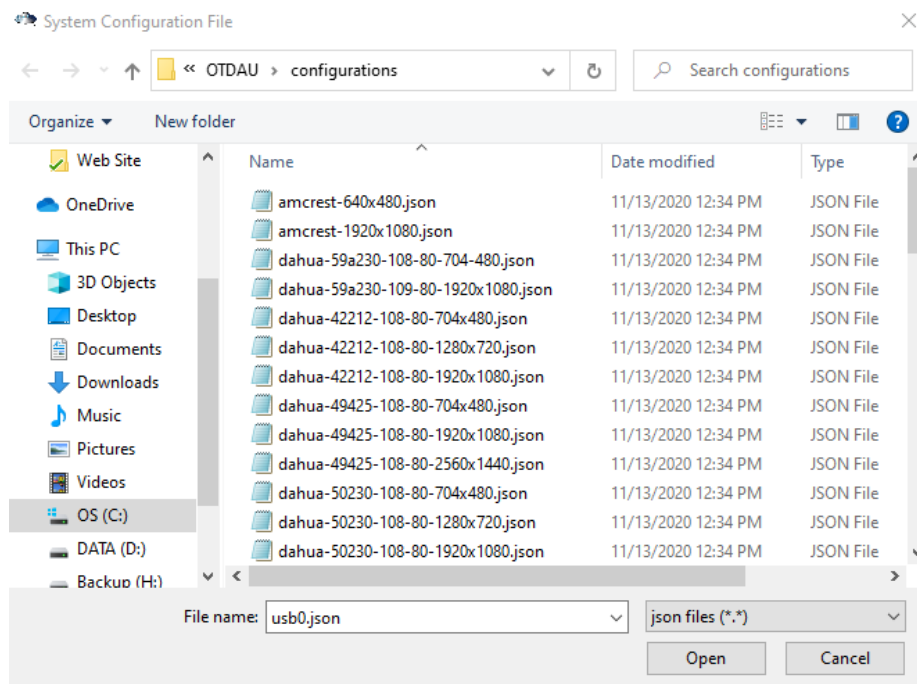 System Configuration File
« OTDAU › configurations
Search configurations
Organize
New folder
Web Site
OneDrive
This PC
3D Objects
Desktop
Documents
Downloads
Music
Pictures
Videos
OS (C:)
DATA (D:)
Backup (H:)
Name Date modified Type
amcrest-640x480.json 11/13/2020 12:34 PM JSON File
amcrest-1920x1080.json 11/13/2020 12:34 PM JSON File
dahua-59a230-108-80-704-480.json 11/13/2020 12:34 PM JSON File
dahua-59a230-109-80-1920x1080.json 11/13/2020 12:34 PM JSON File
dahua-42212-108-80-704x480.json 11/13/2020 12:34 PM JSON File
dahua-42212-108-80-1280x720.json 11/13/2020 12:34 PM JSON File
dahua-42212-108-80-1920x1080.json 11/13/2020 12:34 PM JSON File
dahua-49425-108-80-704x480.json 11/13/2020 12:34 PM JSON File
dahua-49425-108-80-1920x1080.json 11/13/2020 12:34 PM JSON File
dahua-49425-108-80-2560x1440.json 11/13/2020 12:34 PM JSON File
dahua-50230-108-80-704x480.json 11/13/2020 12:34 PM JSON File
dahua-50230-108-80-1280x720.json 11/13/2020 12:34 PM JSON File
dahua-50230-108-80-1920x1080.json 11/13/2020 12:34 PM JSON File
File name: usb0.json
json files (*.*)
Open
Cancel